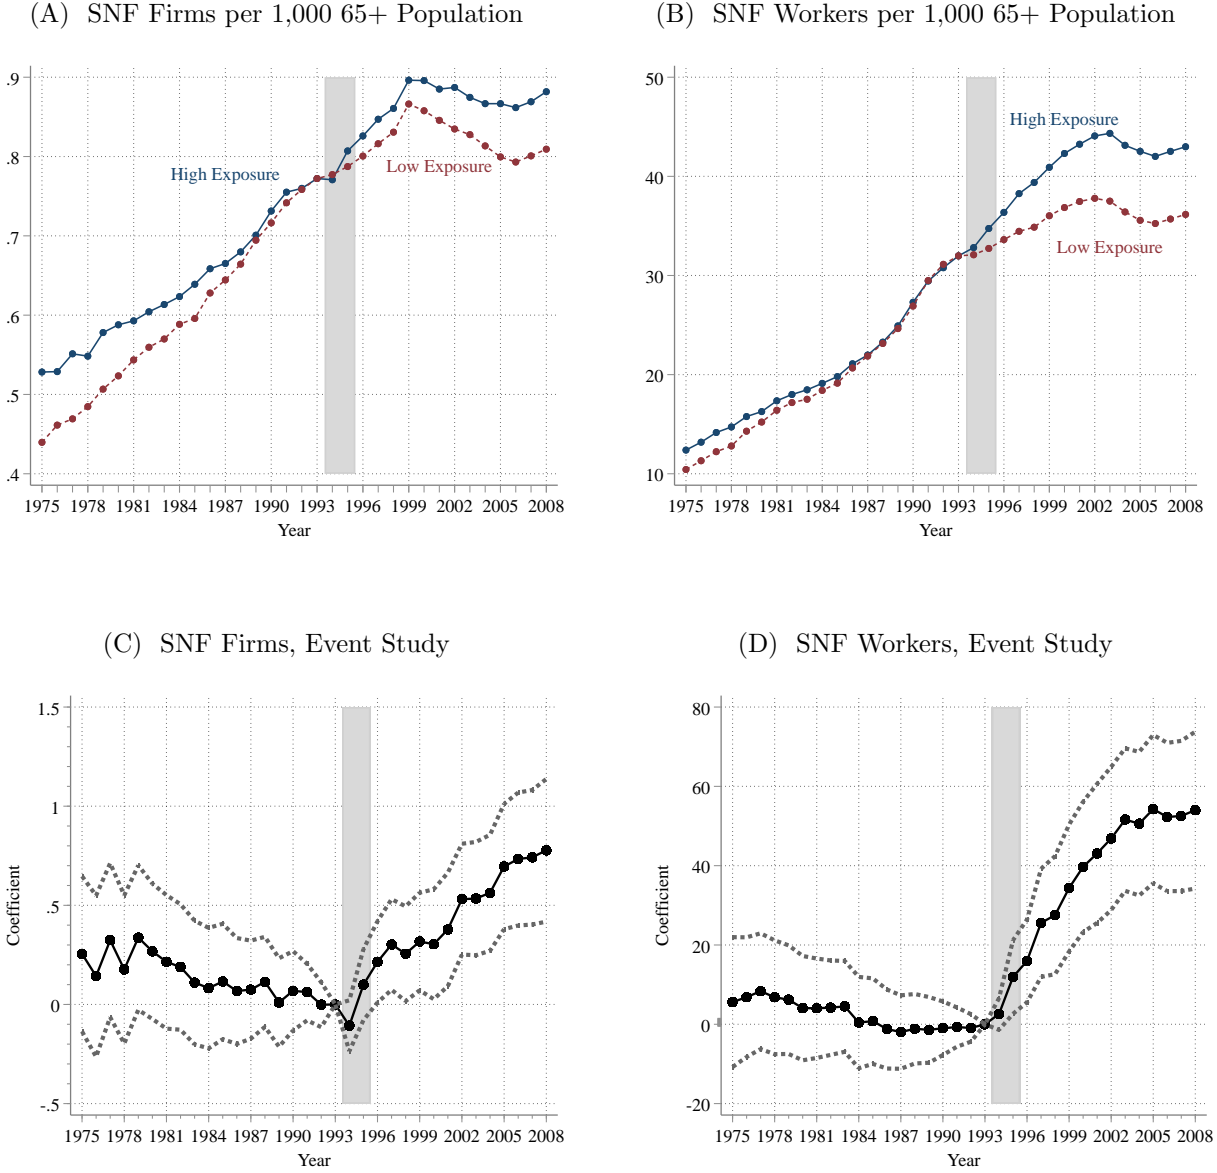 (A) SNF Firms per 1,000 65+ Population
.9
.8
.7
.6
.5
.4
High Exposure
Low Exposure
1975 1978 1981 1984 1987 1990 1993 1996 1999 2002 2005 2008
Year
(B) SNF Workers per 1,000 65+ Population
50
40
30
20
10
High Exposure
Low Exposure
1975 1978 1981 1984 1987 1990 1993 1996 1999 2002 2005 2008
Year
(C) SNF Firms, Event Study
Coefficient
1.5
1
.5
0
-.5
1975 1978 1981 1984 1987 1990 1993 1996 1999 2002 2005 2008
Year
(D) SNF Workers, Event Study
Coefficient
80
60
40
20
0
-20
1975 1978 1981 1984 1987 1990 1993 1996 1999 2002 2005 2008
Year